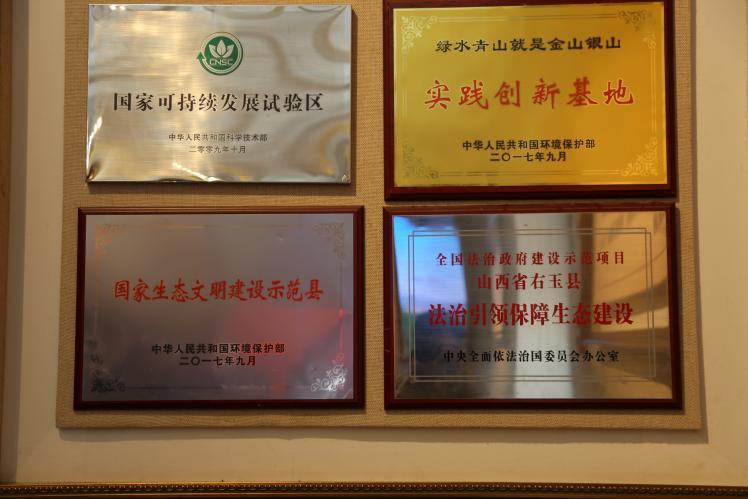 CNSC
国家可持续发展试验区
中华人民共和国科学技术部
二零零九年十月
绿水青山就是金山银山
实践创新基地
中华人民共和国环境保护部
二〇一七年九月
国家生态文明建设示范县
中华人民共和国环境保护部
二〇一七年九月
全国法治政府建设示范项目
山西省右玉县
法治引领保障生态建设
中央全面依法治国委员会办公室